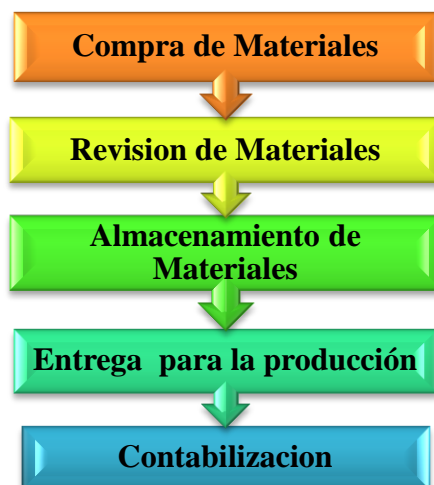 Compra de Materiales
Revision de Materiales
Almacenamiento de
Materiales
Entrega para la producción
Contabilizacion